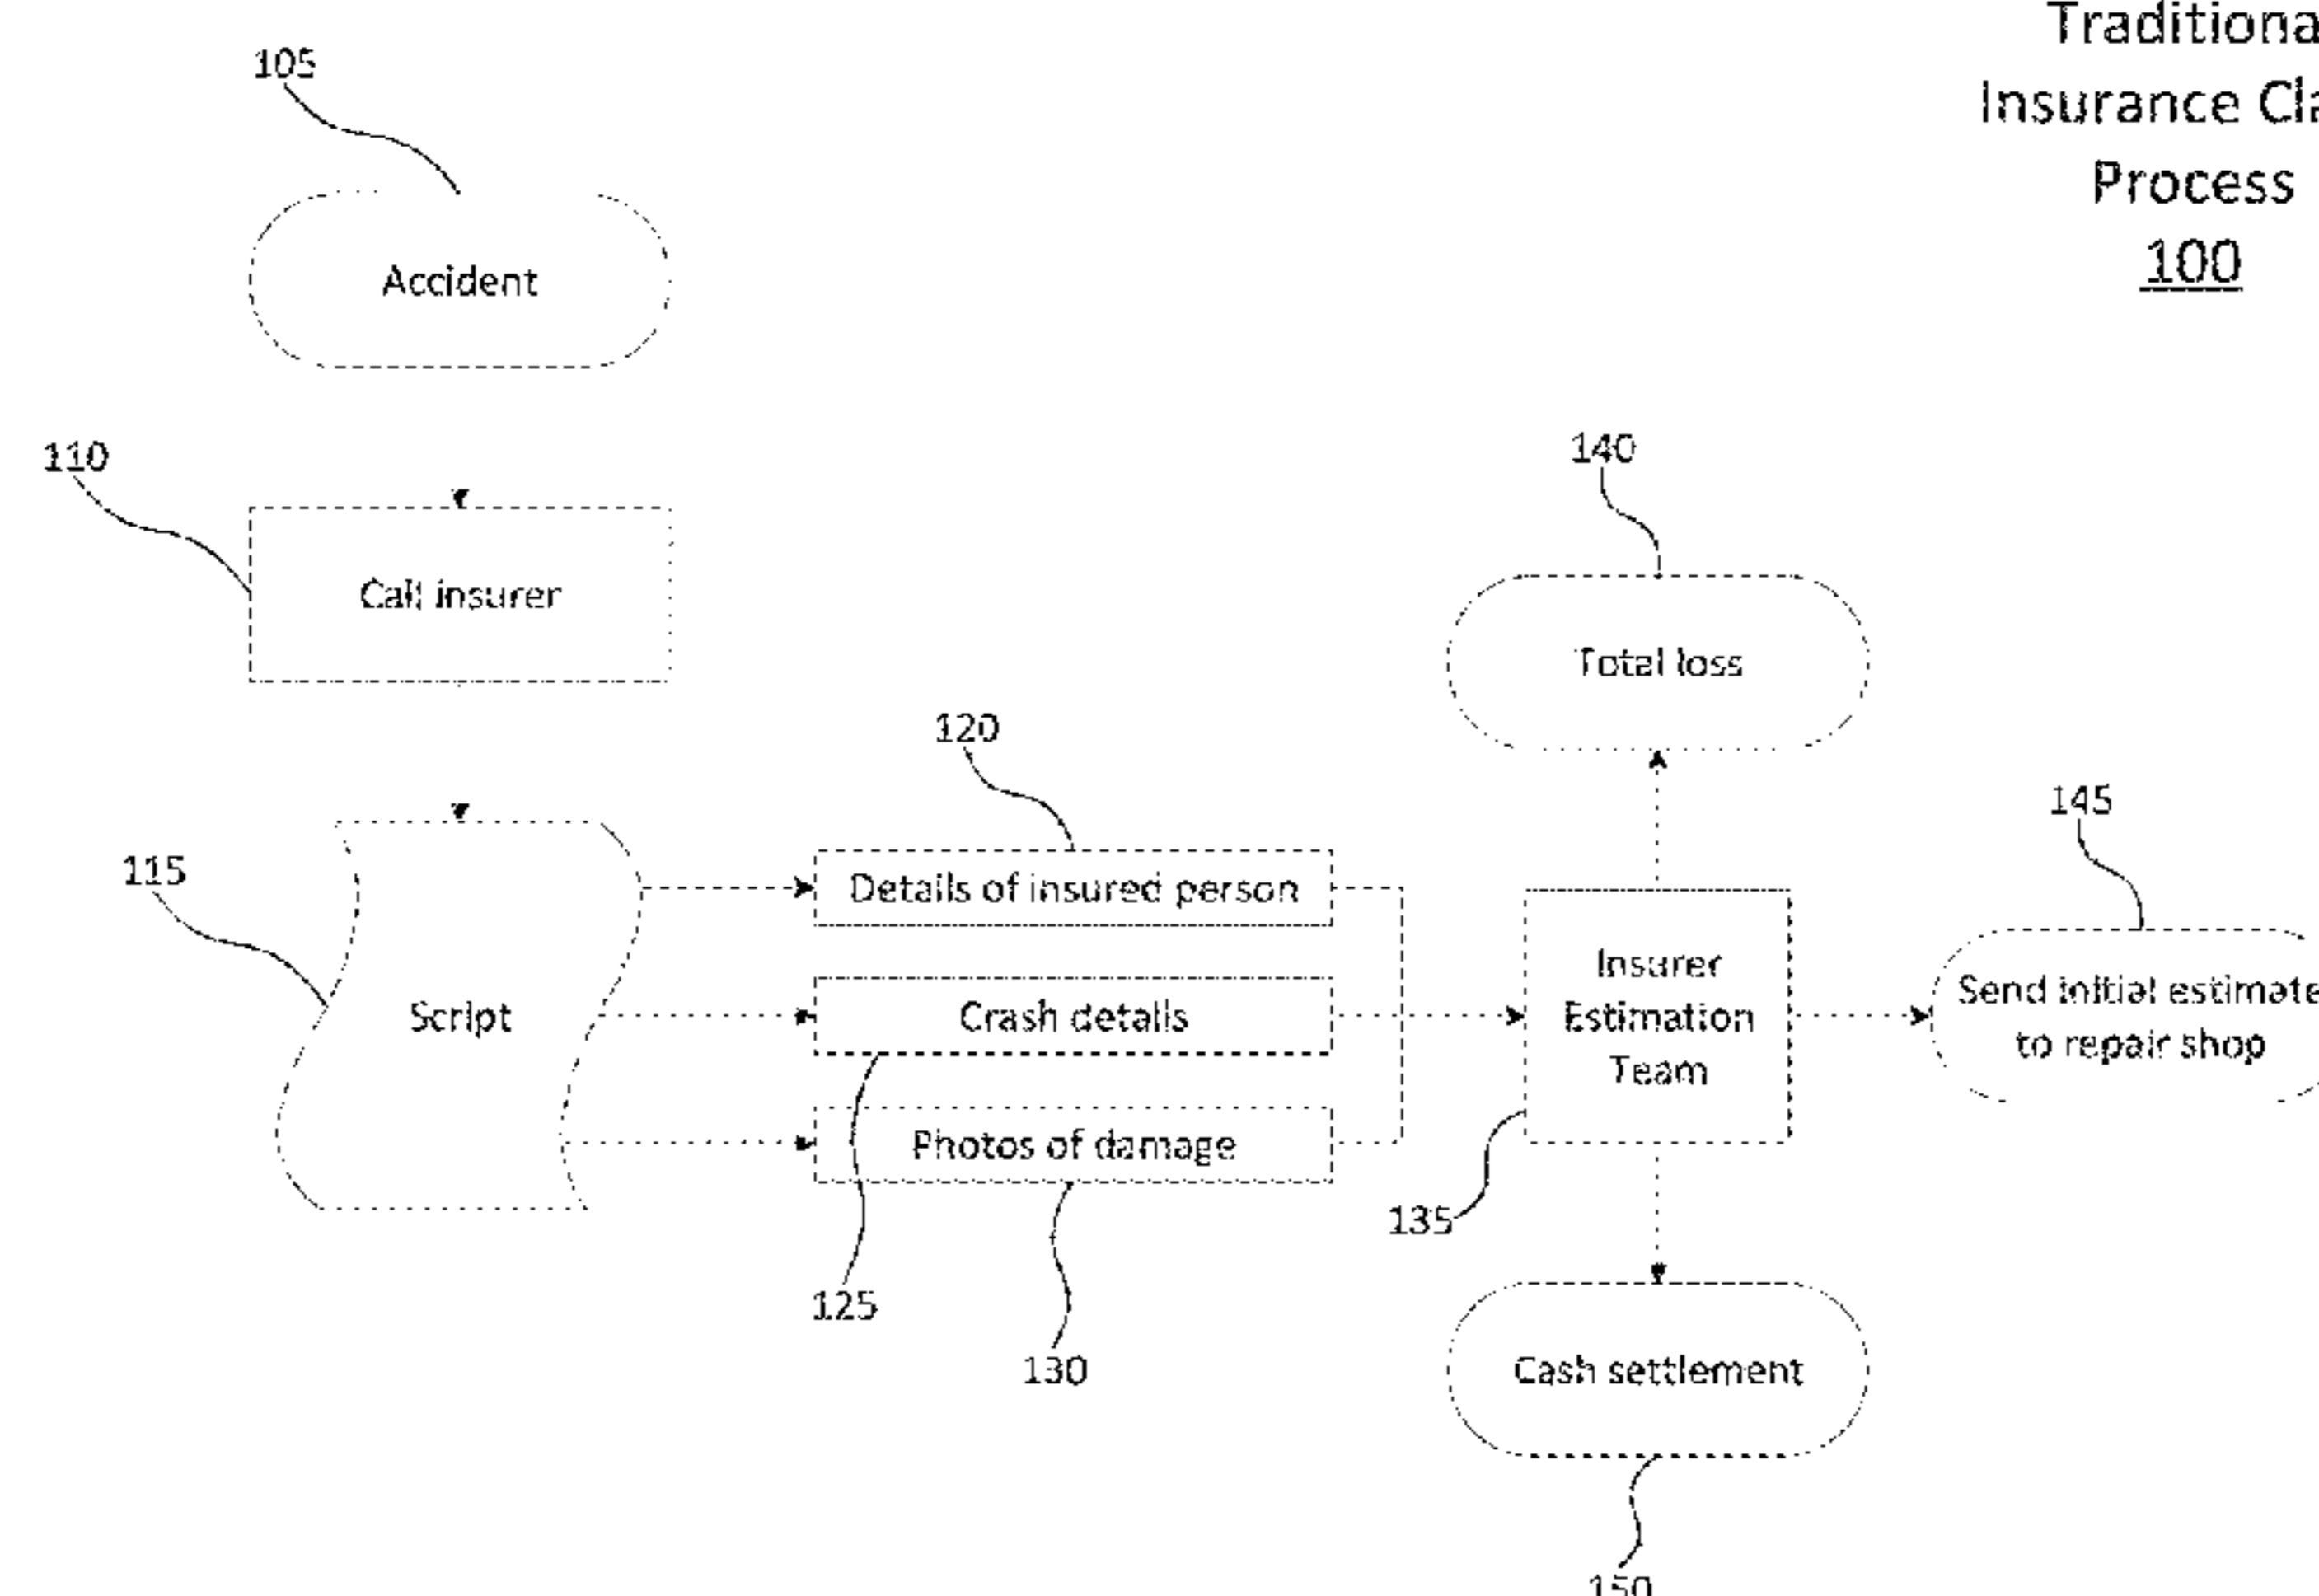 Traditiona
Insurance Cla
Process
100
105
Accident
110
Call insurer
140
Total loss
120
145
115
Details of insured person
Script
Crash details
Photos of damage
Insurer
Estimation
Team
Send initial estimate
to repair shop
135
125
130
Cash settlement
150